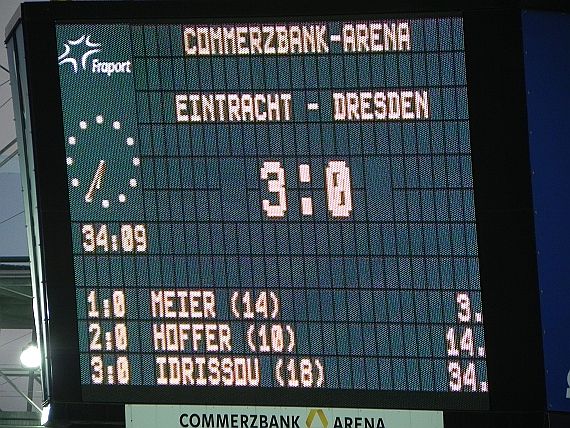 COMMERZBANK-ARENA
Fraport
EINTRACHT - DRESDEN
3:0
34:09
1:0 MEIER (14) 3.
2:0 HOFFER (10) 14.
3:0 IDRISSOU (18) 34.
COMMERZBANK ARENA